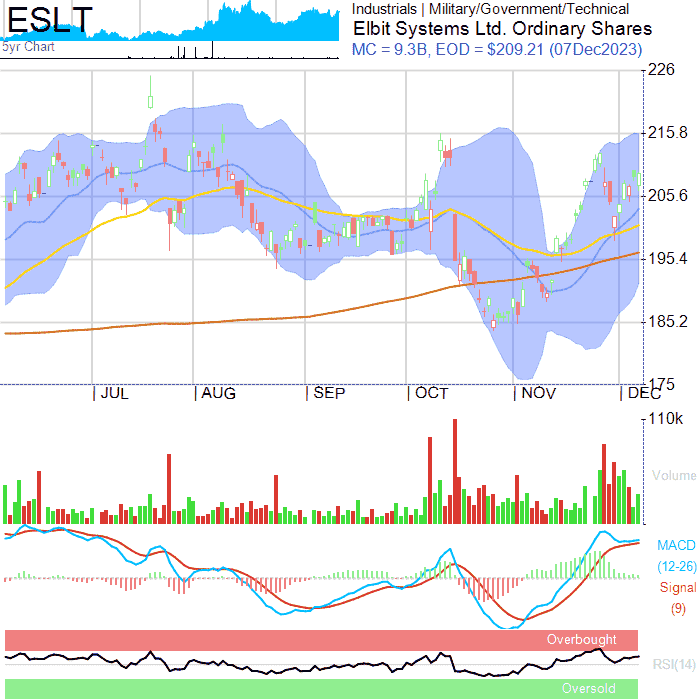 ESLT
5yr Chart
Industrials | Military/Government/Technical
Elbit Systems Ltd. Ordinary Shares
MC = 9.3B, EOD = $209.21 (07Dec2023)
226
215.8
205.6
195.4
185.2
175
JUL AUG SEP OCT NOV DEC
110k
Volume
MACD
(12-26)
Signal
(9)
Overbought
RSI(14)
Oversold